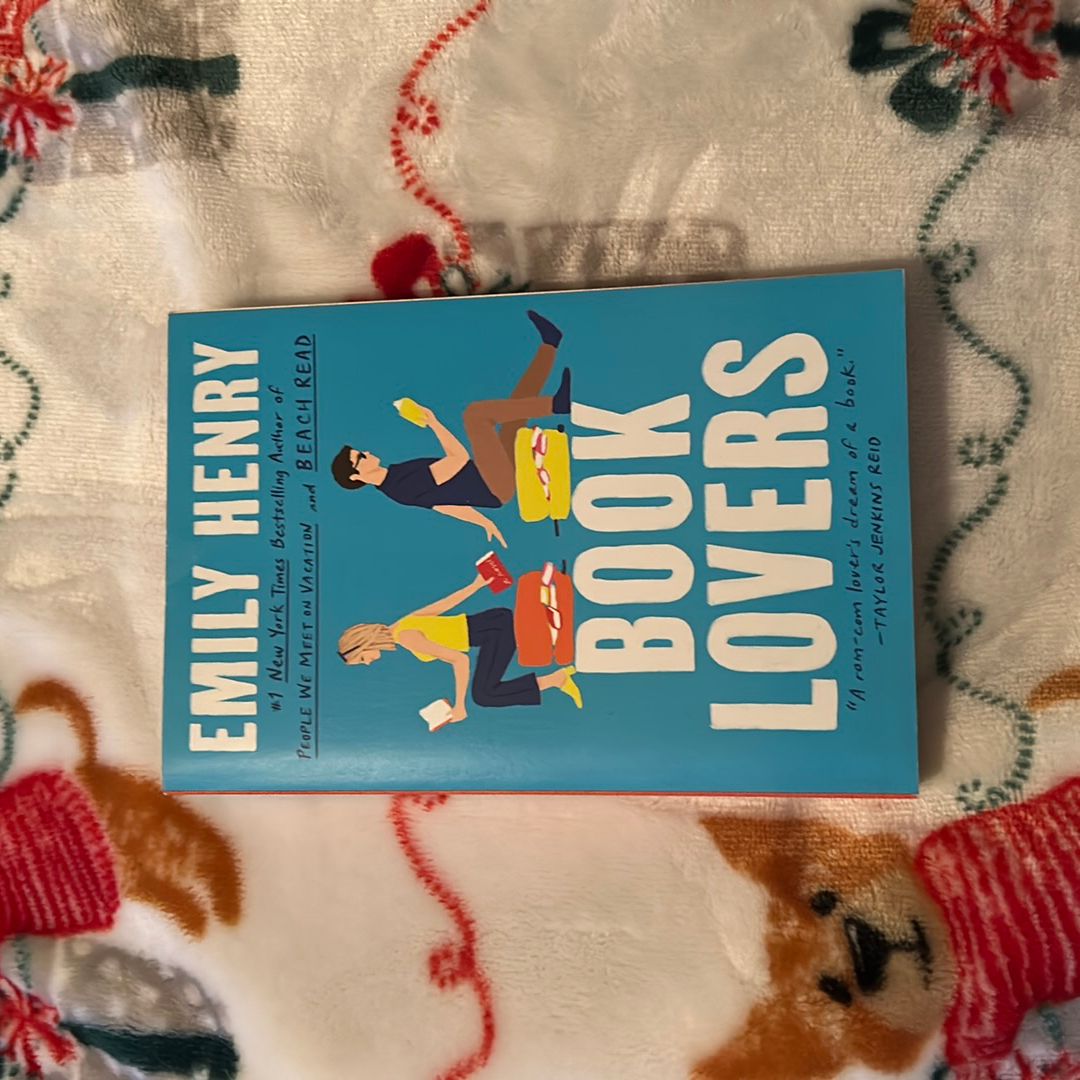 EMILY HENRY
#1 New York Times Bestselling Author of
PEOPLE WE MEET ON VACATION and BEACH READ
BOOK
LOVERS
"A rom-com lover's dream of a book."
—TAYLOR JENKINS REID